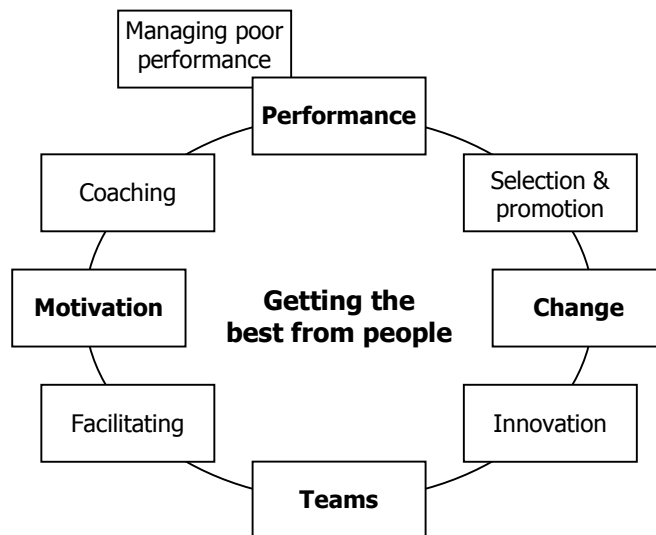 Managing poor
performance
Performance
Coaching
Selection &
promotion
Motivation
Getting the
best from people
Change
Facilitating
Innovation
Teams